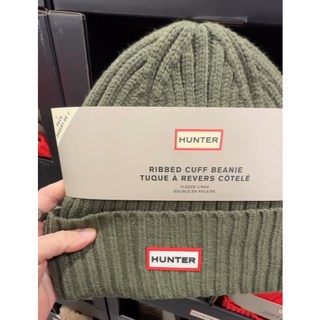 HUNTER
RIBBED CUFF BEANIE
TUQUE À REVERS CÔTELÉ
FLEECE LINED
DOUBLÉ EN POLAIRE
HUNTER